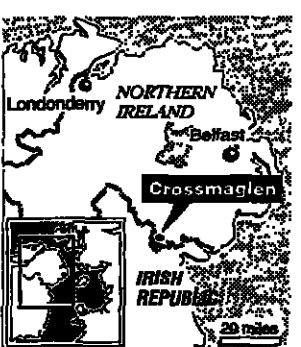 NORTHERN
IRELAND
Londonderry
Belfast
Crossmaglen
IRISH
REPUBLIC
20 miles